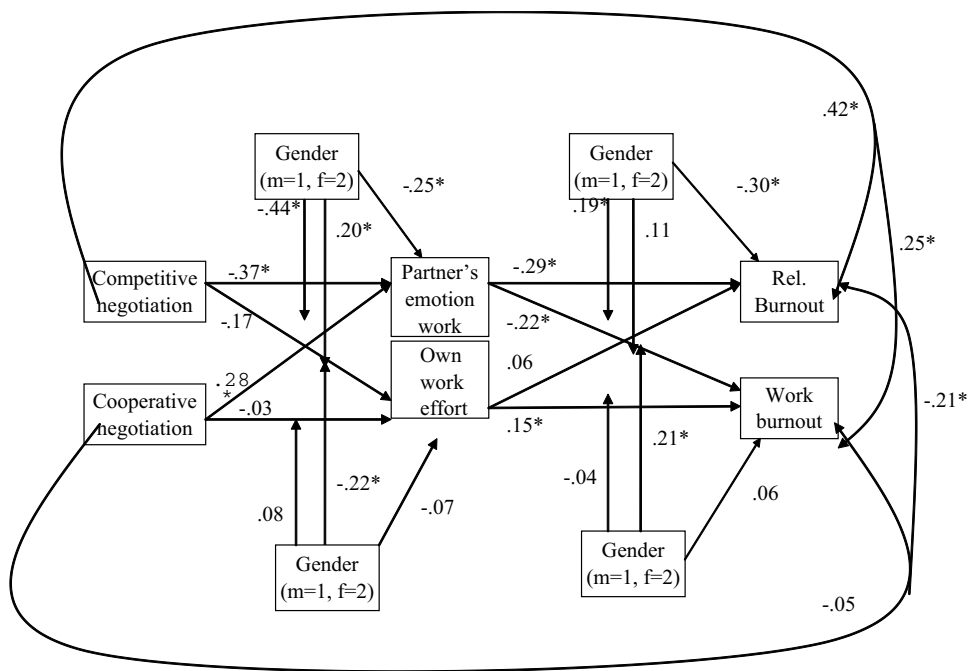 .42*
Gender
(m=1, f=2)
Gender
(m=1, f=2)
-.25*
-.30*
-.44*
.19*
.20*
.11
.25*
Competitive
negotiation
-.37*
Partner’s
emotion
work
-.29*
Rel.
Burnout
-.17
-.22*
Own
work
effort
.06
.28
*
Cooperative
negotiation
-.03
.15*
Work
burnout
-.21*
.21*
-.22*
-.04
.08
-.07
.06
Gender
(m=1, f=2)
Gender
(m=1, f=2)
-.05